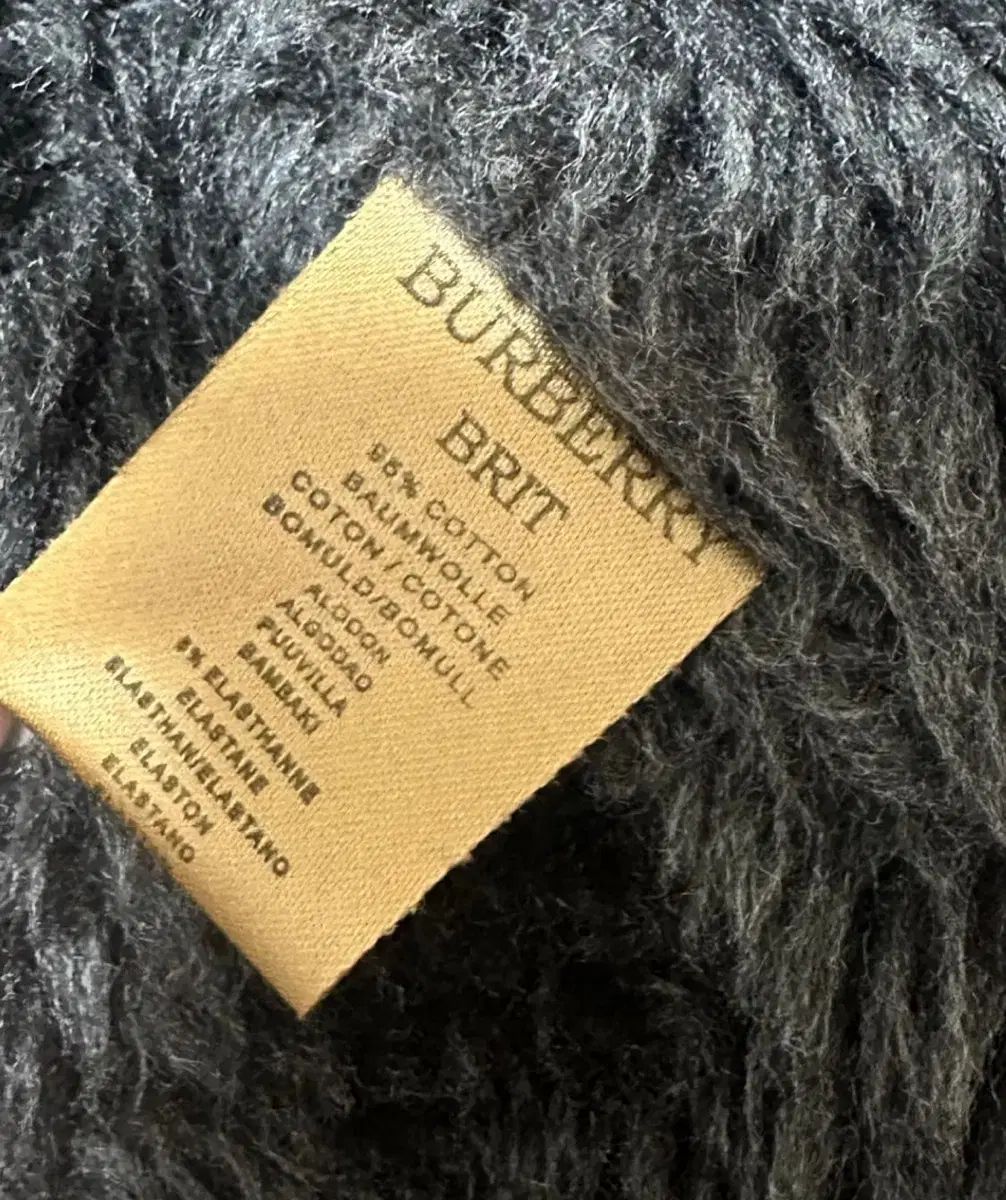 BURBERRY
BRIT
95% COTTON
BAUMWOLLE
COTON / COTONE
BOMULD/BOMULL
ALGODON
ALGODAO
PUUVILLA
BAMBAKI
5% ELASTHANNE
ELASTANE
ELASTHAN/ELASTANO
ELASTON
ELASTANO